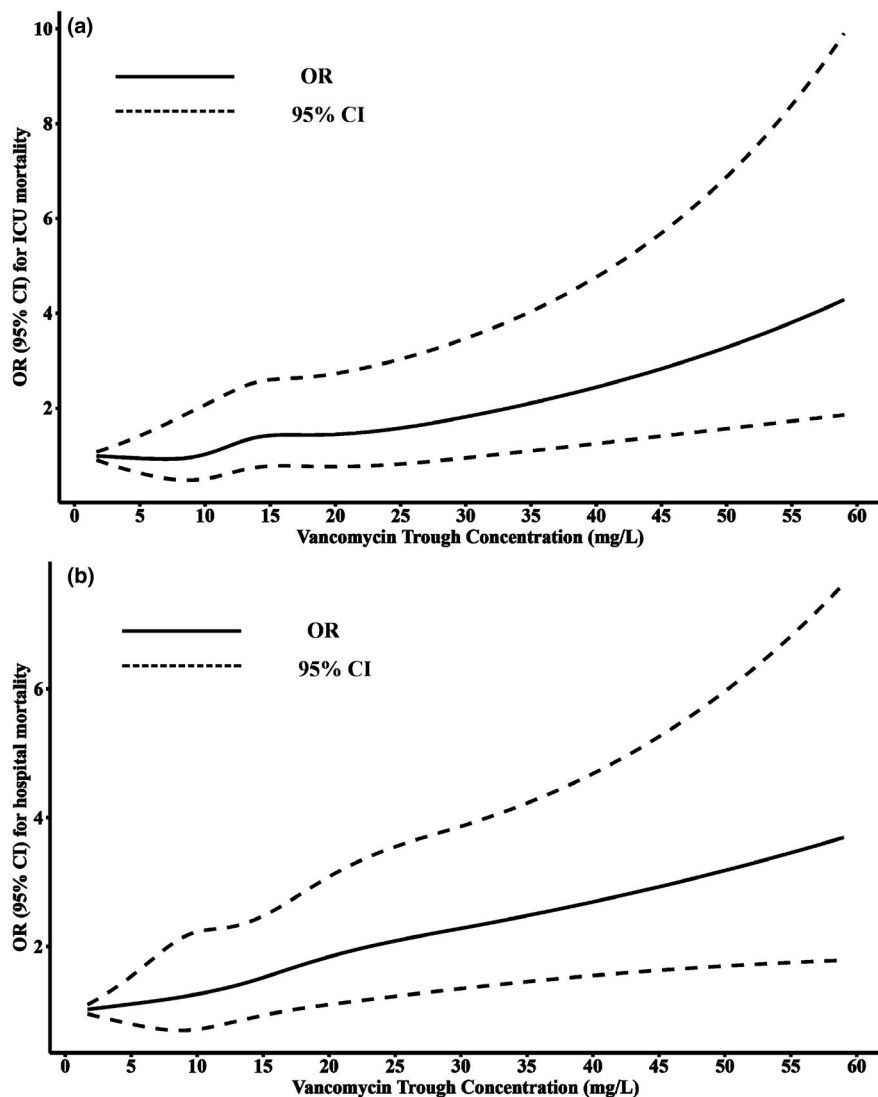 (a)
OR
95% CI
OR (95% CI) for ICU mortality
10
8
6
4
2
0 5 10 15 20 25 30 35 40 45 50 55 60
Vancomycin Trough Concentration (mg/L)
(b)
OR
95% CI
OR (95% CI) for hospital mortality
6
4
2
0 5 10 15 20 25 30 35 40 45 50 55 60
Vancomycin Trough Concentration (mg/L)